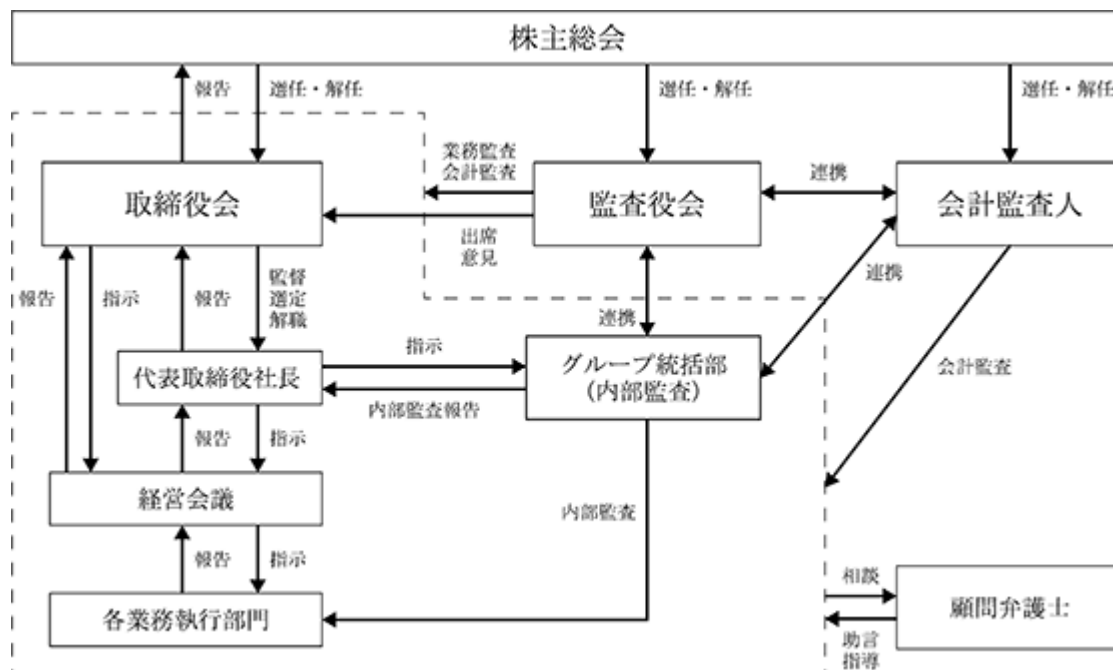 株主総会
報告
選任・解任
選任・解任
選任・解任
業務監査
会計監査
取締役会
監査役会
連携
会計監査人
出席
意見
報告
指示
報告
監督
選定
解職
連携
連携
指示
代表取締役社長
グループ統括部
(内部監査)
会計監査
内部監査報告
報告
指示
経営会議
内部監査
報告
指示
相談
各業務執行部門
顧問弁護士
助言
指導